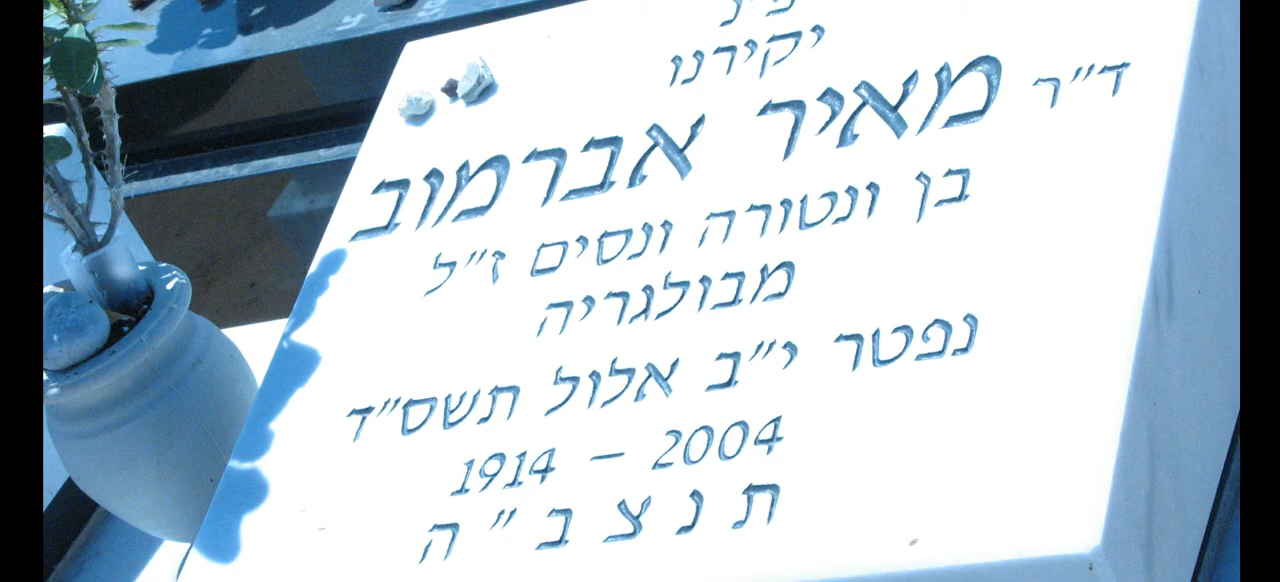 יקירנו
ד״ר מאיר אברמוב
בן ונטורה ונסים ז״ל
מבולגריה
נפטר י״ב אלול תשס״ד
1914 – 2004
ת נ צ ב ״ ה